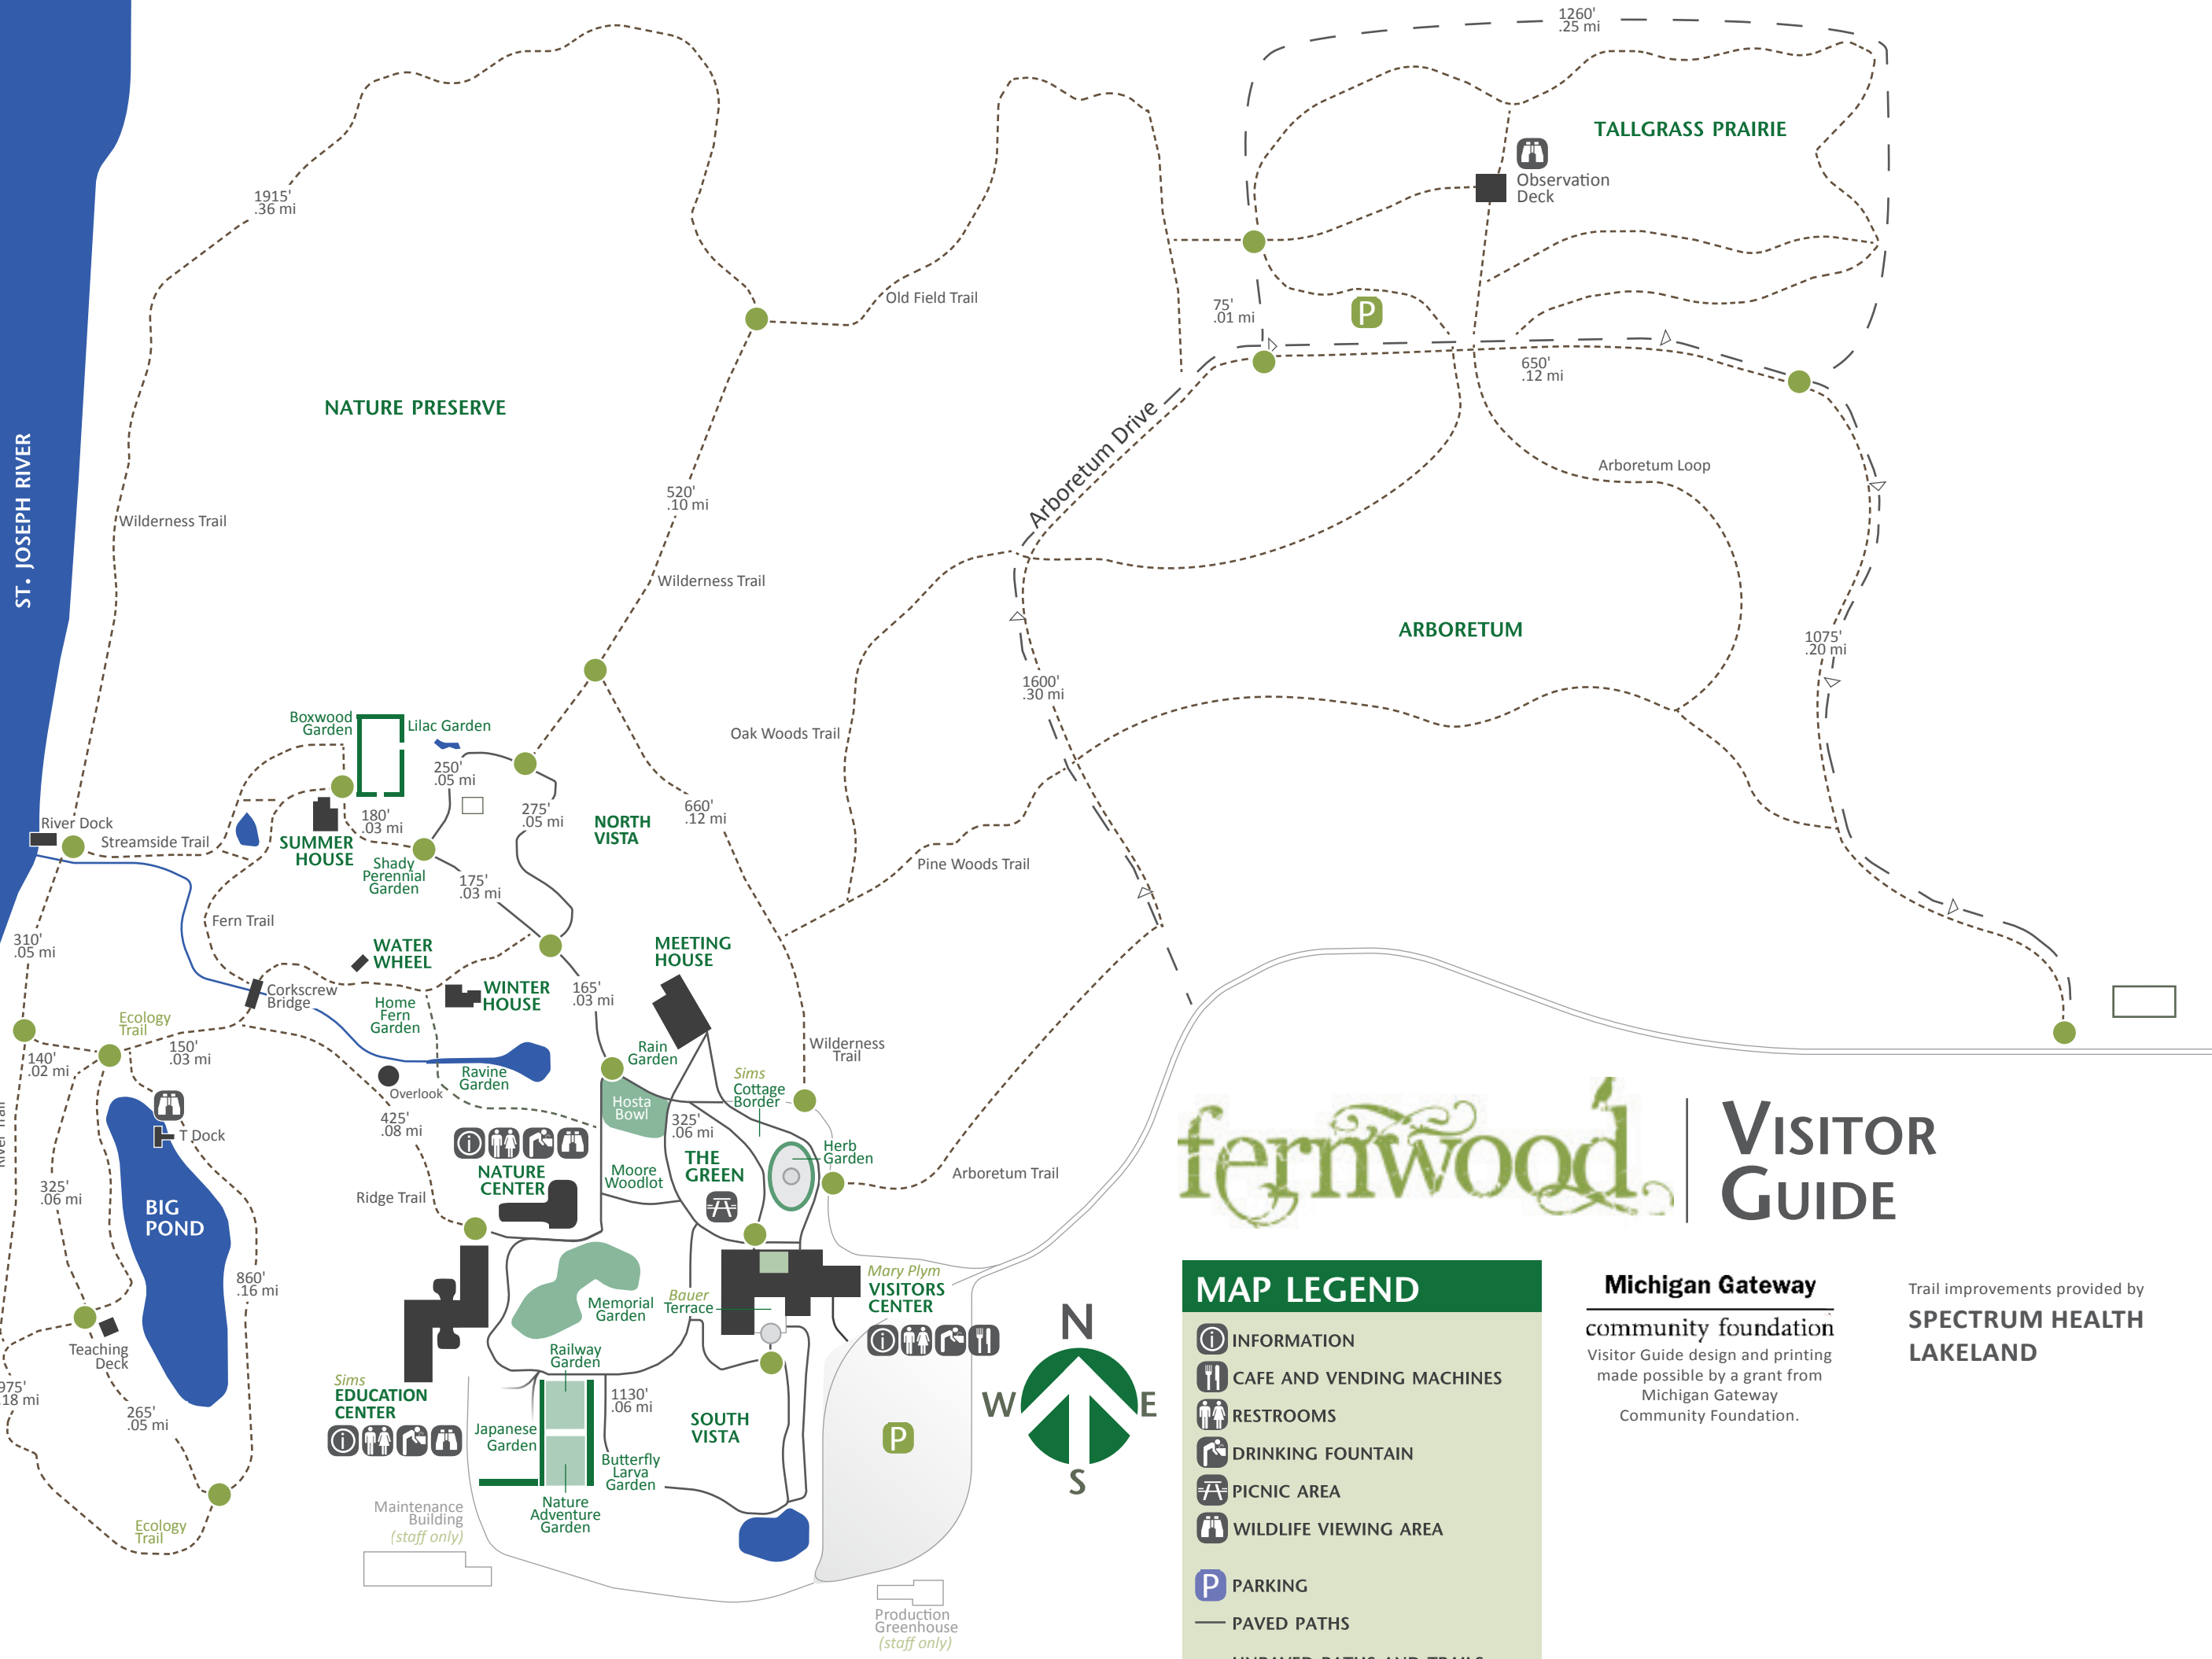 1260'
.25 mi
TALLGRASS PRAIRIE
Observation
Deck
1915'
.36 mi
Old Field Trail
75'
.01 mi
P
650'
.12 mi
NATURE PRESERVE
Arboretum Drive
Arboretum Loop
ST. JOSEPH RIVER
520'
.10 mi
Wilderness Trail
Wilderness Trail
ARBORETUM
1075'
.20 mi
1600'
.30 mi
Boxwood
Garden
Lilac Garden
Oak Woods Trail
250'
.05 mi
275'
.05 mi
660'
.12 mi
NORTH
VISTA
180'
.03 mi
River Dock
Streamside Trail
SUMMER
HOUSE
Shady
Perennial
Garden
Pine Woods Trail
175'
.03 mi
Fern Trail
310'
.05 mi
WATER
WHEEL
MEETING
HOUSE
Corkscrew
Bridge
WINTER
HOUSE
165'
.03 mi
Home
Fern
Garden
Ecology
Trail
150'
.03 mi
140'
.02 mi
Rain
Garden
Wilderness
Trail
Ravine
Garden
Overlook
Sims
Cottage
Border
Hosta
Bowl
425'
.08 mi
325'
.06 mi
T Dock
Herb
Garden
THE
GREEN
NATURE
CENTER
Moore
Woodlot
Arboretum Trail
325'
.06 mi
Ridge Trail
BIG
POND
860'
.16 mi
Mary Plym
VISITORS
CENTER
Bauer
Terrace
Memorial
Garden
Teaching
Deck
Railway
Garden
Sims
EDUCATION
CENTER
975'
.18 mi
265'
.05 mi
1130'
.06 mi
SOUTH
VISTA
Japanese
Garden
Butterfly
Larva
Garden
P
Nature
Adventure
Garden
Maintenance
Building
(staff only)
Ecology
Trail
Production
Greenhouse
(staff only)
N
W
E
S
fernwood
VISITOR
GUIDE
MAP LEGEND
INFORMATION
CAFE AND VENDING MACHINES
RESTROOMS
DRINKING FOUNTAIN
PICNIC AREA
WILDLIFE VIEWING AREA
P PARKING
PAVED PATHS
Michigan Gateway
community foundation
Visitor Guide design and printing
made possible by a grant from
Michigan Gateway
Community Foundation.
Trail improvements provided by
SPECTRUM HEALTH
LAKELAND